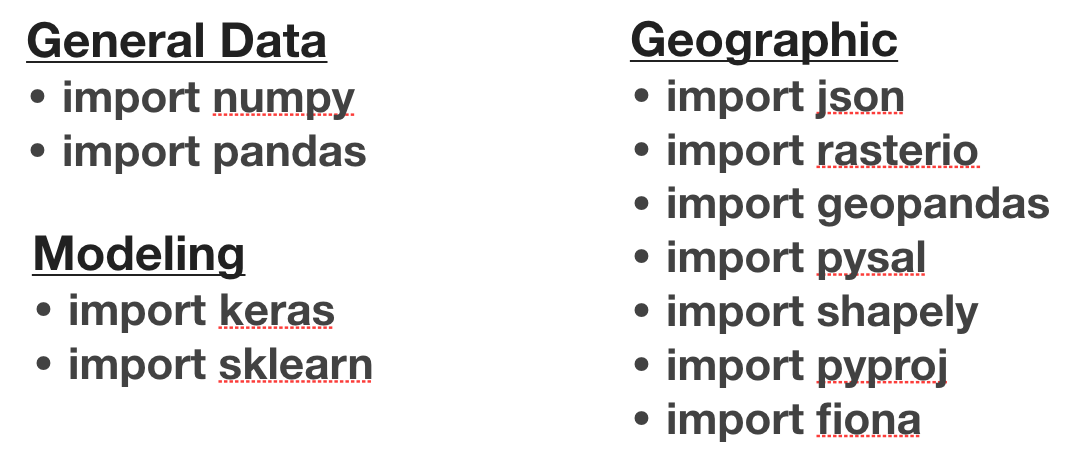 General Data
• import numpy
• import pandas
Modeling
• import keras
• import sklearn
Geographic
• import json
• import rasterio
• import geopandas
• import pysal
• import shapely
• import pyproj
• import fiona